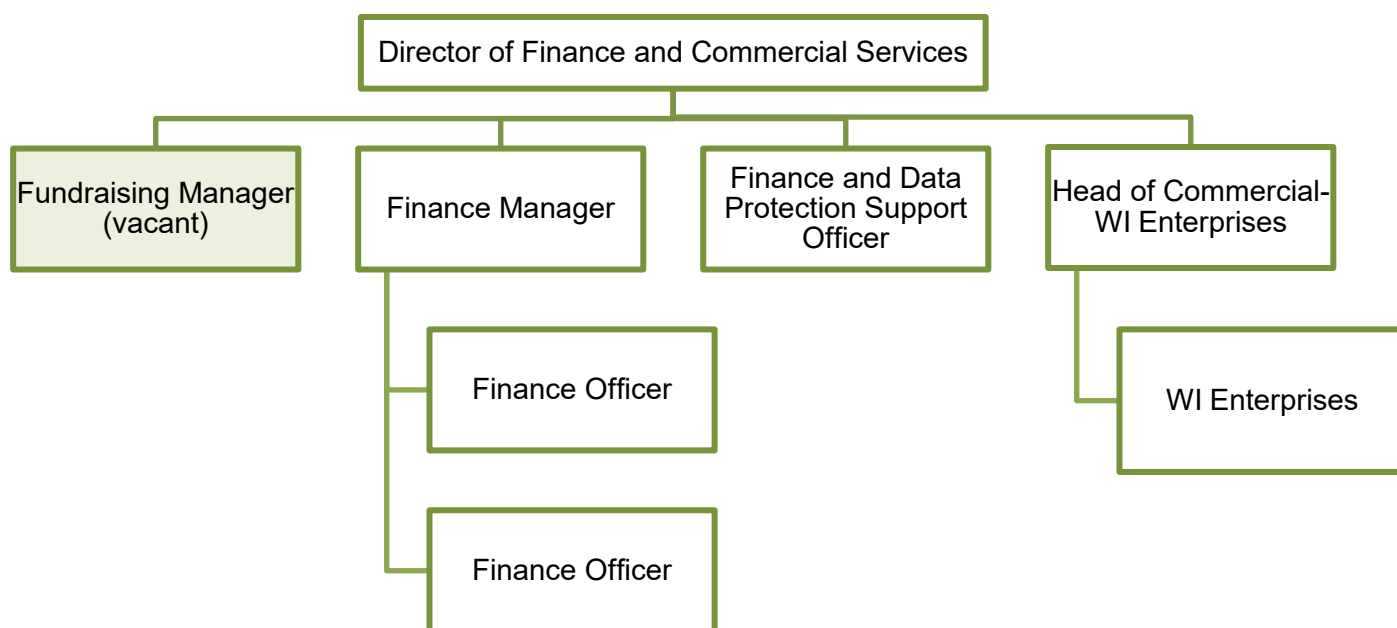 Director of Finance and Commercial Services
Fundraising Manager
(vacant)
Finance Manager
Finance and Data
Protection Support
Officer
Head of Commercial-
WI Enterprises
Finance Officer
WI Enterprises
Finance Officer